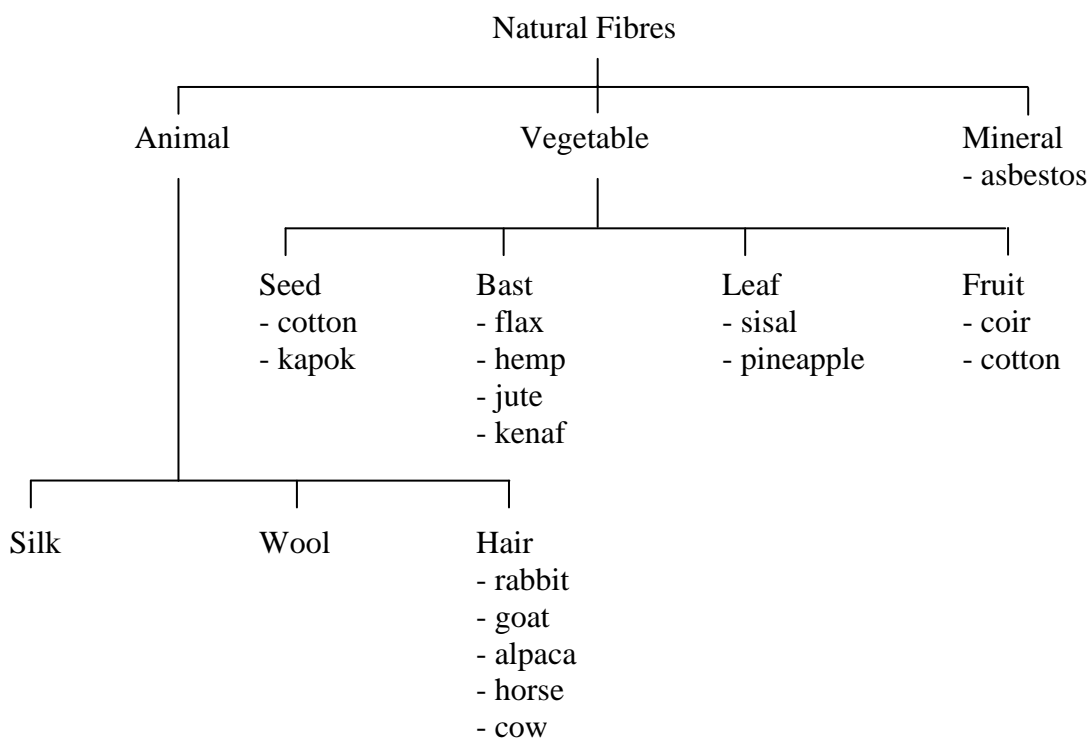 Natural Fibres
Animal
Vegetable
Mineral
- asbestos
Seed
- cotton
- kapok
Bast
- flax
- hemp
- jute
- kenaf
Leaf
- sisal
- pineapple
Fruit
- coir
- cotton
Silk
Wool
Hair
- rabbit
- goat
- alpaca
- horse
- cow